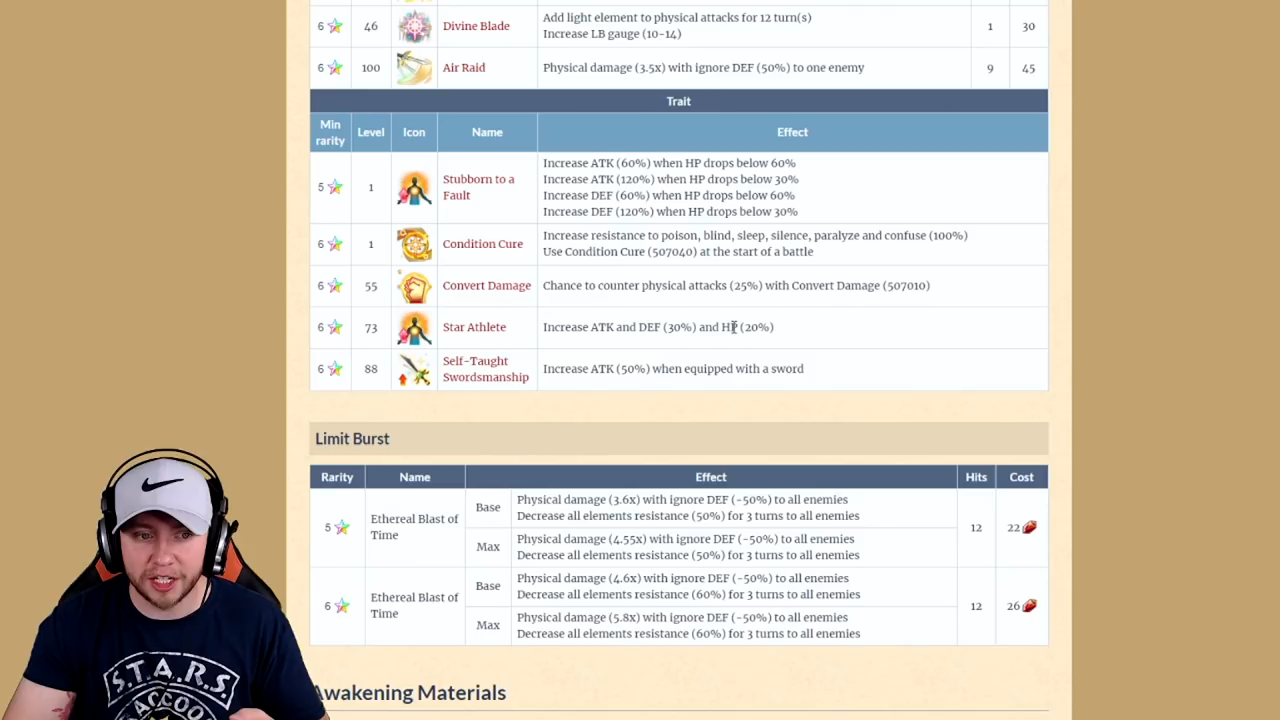 6 46 Divine Blade Add light element to physical attacks for 12 turn(s) 1 30
Increase LB gauge (10-14)
6 100 Air Raid Physical damage (3.5x) with ignore DEF (50%) to one enemy 9 45
Trait
Min rarity Level Icon Name Effect
5 1 Stubborn to a Fault Increase ATK (60%) when HP drops below 60%
Increase ATK (120%) when HP drops below 30%
Increase DEF (60%) when HP drops below 60%
Increase DEF (120%) when HP drops below 30%
6 1 Condition Cure Increase resistance to poison, blind, sleep, silence, paralyze and confuse (100%)
Use Condition Cure (507040) at the start of a battle
6 55 Convert Damage Chance to counter physical attacks (25%) with Convert Damage (507010)
6 73 Star Athlete Increase ATK and DEF (30%) and HP (20%)
6 88 Self-Taught Swordsmanship Increase ATK (50%) when equipped with a sword
Limit Burst
Rarity Name Effect Hits Cost
5 Ethereal Blast of Time Base Physical damage (3.6x) with ignore DEF (-50%) to all enemies 12 22
Decrease all elements resistance (50%) for 3 turns to all enemies
Max Physical damage (4.55x) with ignore DEF (-50%) to all enemies
Decrease all elements resistance (50%) for 3 turns to all enemies
6 Ethereal Blast of Time Base Physical damage (4.6x) with ignore DEF (-50%) to all enemies 12 26
Decrease all elements resistance (60%) for 3 turns to all enemies
Max Physical damage (5.8x) with ignore DEF (-50%) to all enemies
Decrease all elements resistance (60%) for 3 turns to all enemies
Awakening Materials
S.T.A.R.S.
RACCOON